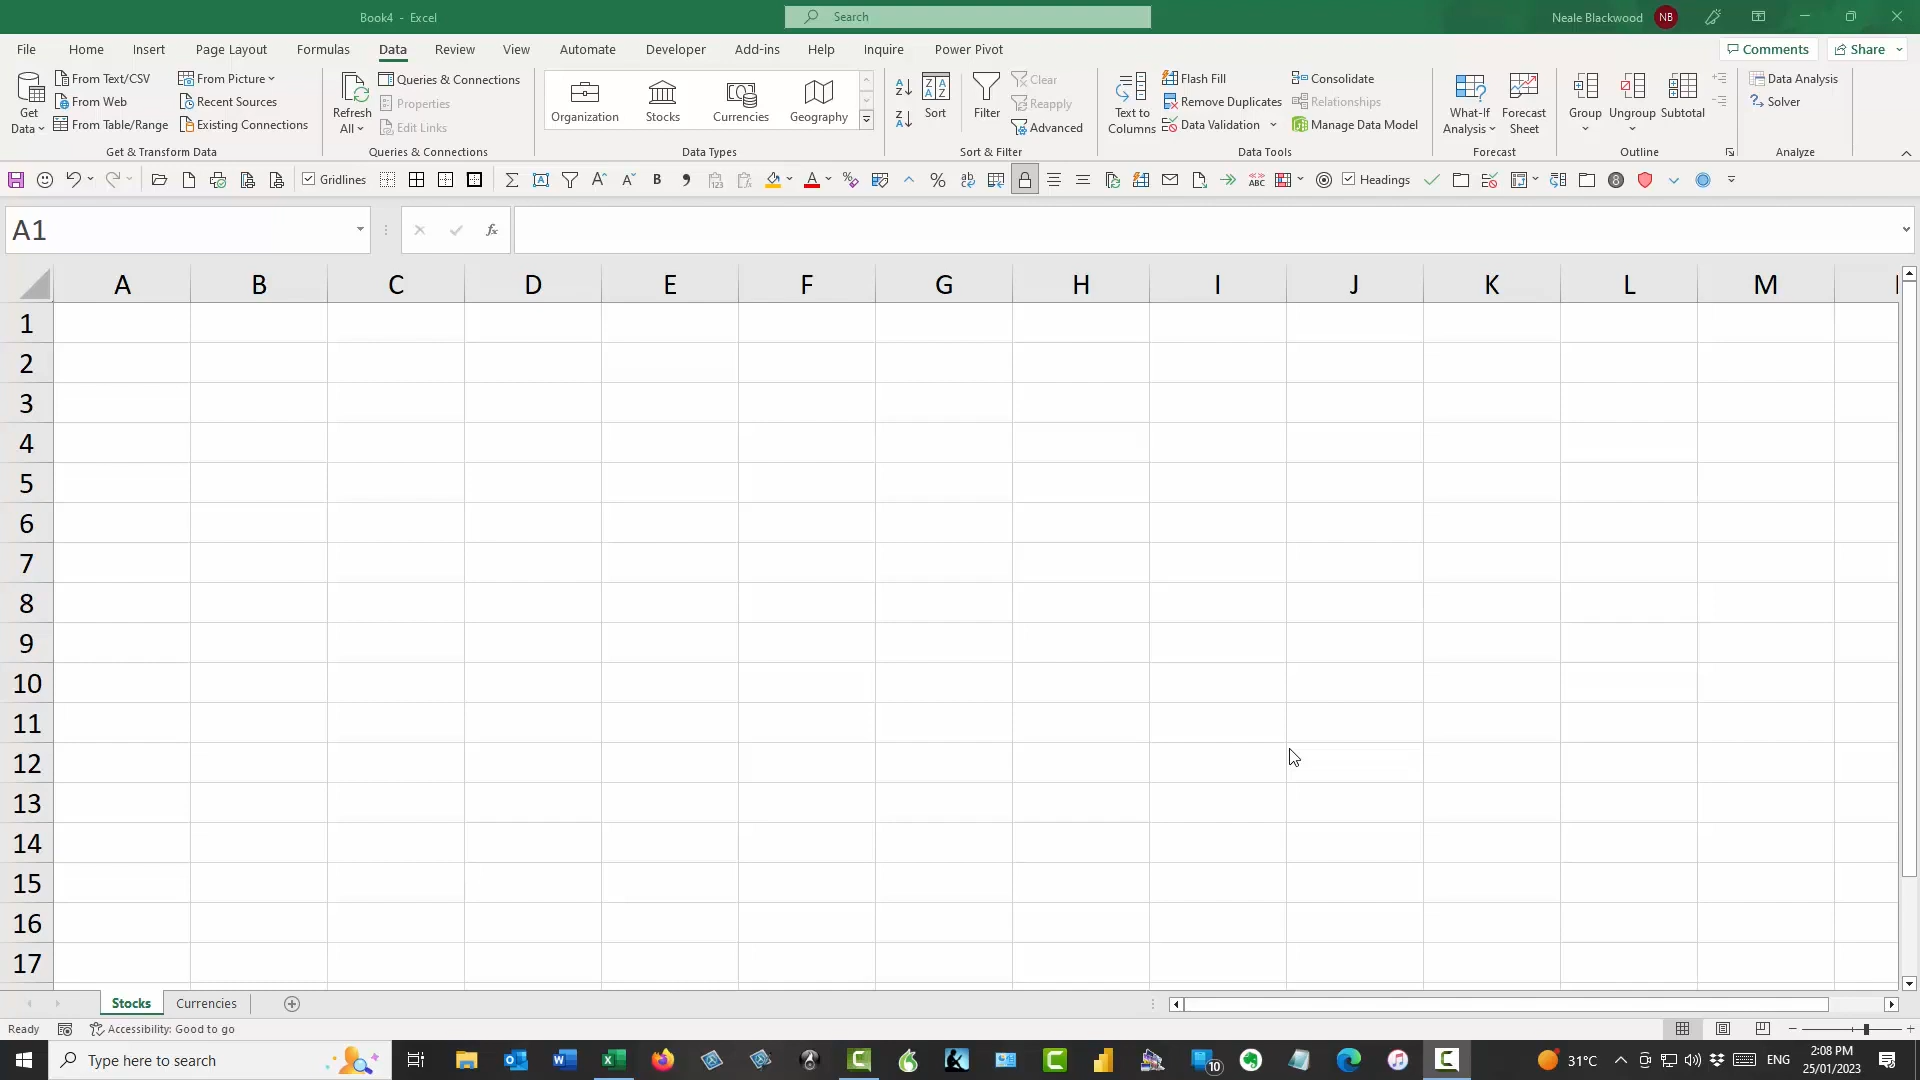 Book4 - Excel
Search
Neale Blackwood
NB
File Home Insert Page Layout Formulas Data Review View Automate Developer Add-ins Help Inquire Power Pivot
Comments
Share
Get Data
From Text/CSV
From Web
From Table/Range
From Picture
Recent Sources
Existing Connections
Get & Transform Data
Refresh All
Queries & Connections
Properties
Edit Links
Queries & Connections
Organization
Stocks
Currencies
Geography
Data Types
Sort
Filter
Clear
Reapply
Advanced
Sort & Filter
Text to Columns
Flash Fill
Remove Duplicates
Data Validation
Consolidate
Relationships
Manage Data Model
Data Tools
What-If Analysis
Forecast Sheet
Forecast
Group
Ungroup
Subtotal
Outline
Data Analysis
Solver
Analyze
Gridlines
Headings
A1
fx
A B C D E F G H I J K L M
1
2
3
4
5
6
7
8
9
10
11
12
13
14
15
16
17
Stocks Currencies
Ready
Accessibility: Good to go
Type here to search
10
31°C
ENG
2:08 PM
25/01/2023